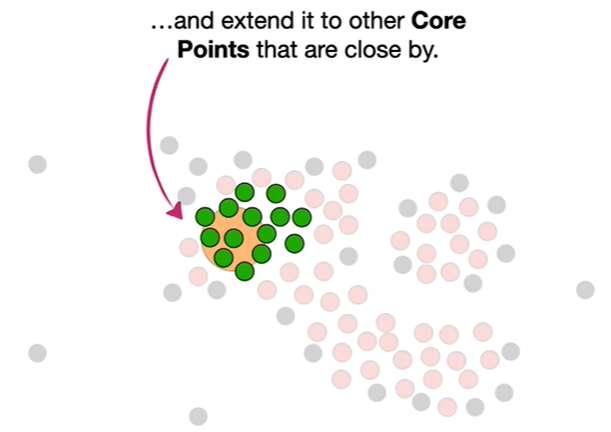 …and extend it to other Core
Points that are close by.